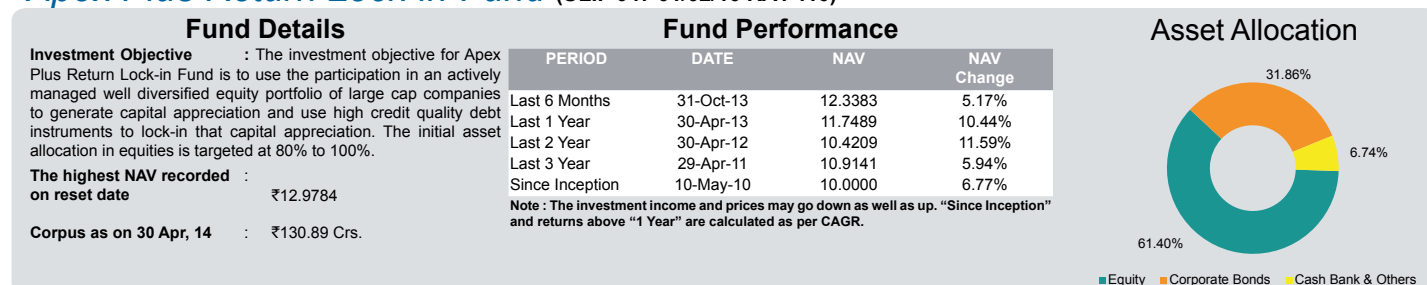 Fund Details
Investment Objective : The investment objective for Apex
Plus Return Lock-in Fund is to use the participation in an actively
managed well diversified equity portfolio of large cap companies
to generate capital appreciation and use high credit quality debt
instruments to lock-in that capital appreciation. The initial asset
allocation in equities is targeted at 80% to 100%.
The highest NAV recorded :
on reset date ₹12.9784
Corpus as on 30 Apr, 14 : ₹130.89 Crs.
Fund Performance
PERIOD DATE NAV NAV
Change
Last 6 Months 31-Oct-13 12.3383 5.17%
Last 1 Year 30-Apr-13 11.7489 10.44%
Last 2 Year 30-Apr-12 10.4209 11.59%
Last 3 Year 29-Apr-11 10.9141 5.94%
Since Inception 10-May-10 10.0000 6.77%
Note : The investment income and prices may go down as well as up. “Since Inception”
and returns above “1 Year” are calculated as per CAGR.
Asset Allocation
31.86%
6.74%
61.40%
Equity Corporate Bonds Cash Bank & Others